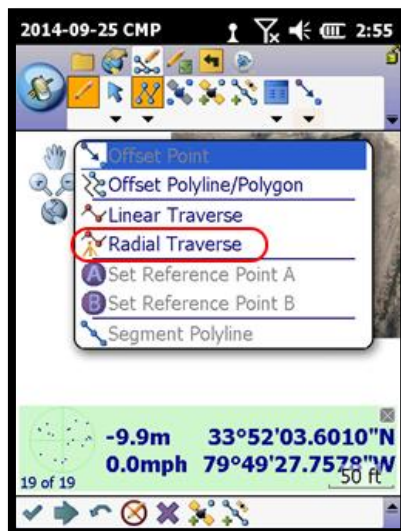 2014-09-25 CMP 2:55
Offset Point
Offset Polyline/Polygon
Linear Traverse
Radial Traverse
A Set Reference Point A
B Set Reference Point B
Segment Polyline
-9.9m 33°52'03.6010"N
0.0mph 79°49'27.7578"W
19 of 19
50 ft